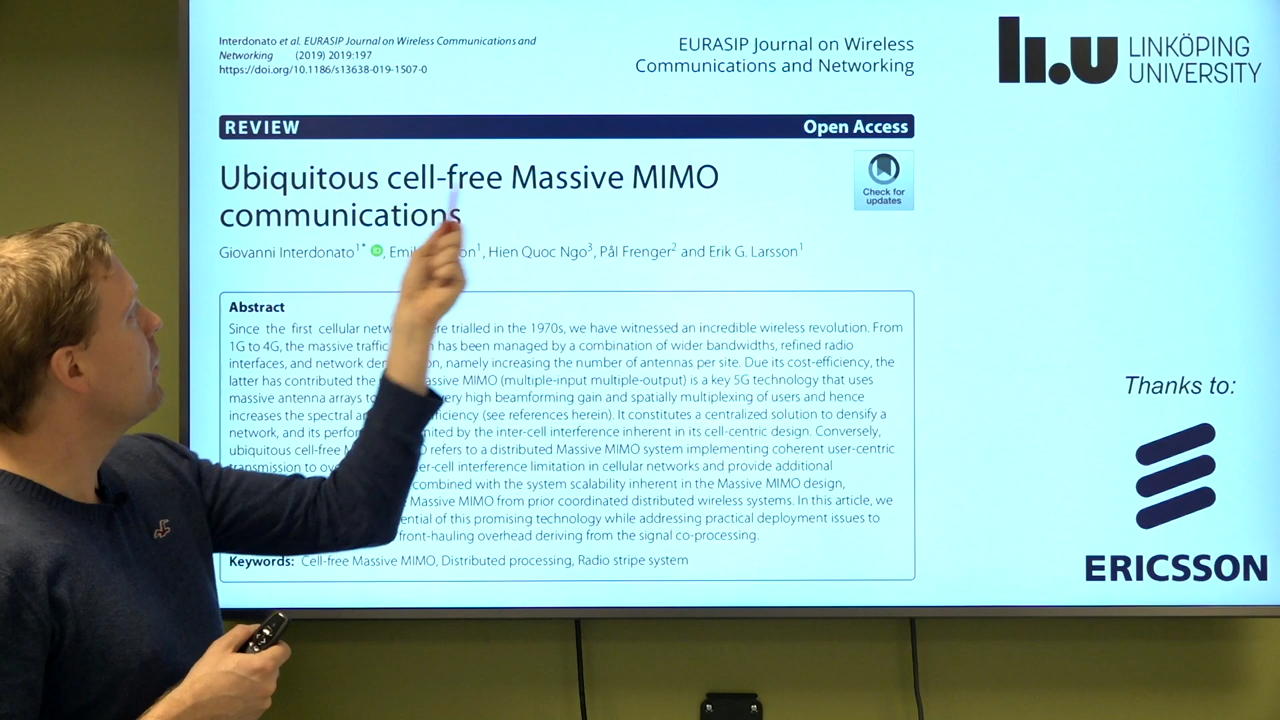 Interdonato et al. EURASIP Journal on Wireless Communications and
Networking (2019) 2019:197
https://doi.org/10.1186/s13638-019-1507-0
EURASIP Journal on Wireless
Communications and Networking
LiU LINKÖPING
UNIVERSITY
REVIEW Open Access
Ubiquitous cell-free Massive MIMO
communications
Check for
updates
Giovanni Interdonato1* , Emil on1, Hien Quoc Ngo3, Pål Frenger2 and Erik G. Larsson1
Abstract
Since the first cellular netw re trialled in the 1970s, we have witnessed an incredible wireless revolution. From
1G to 4G, the massive traffic has been managed by a combination of wider bandwidths, refined radio
interfaces, and network den on, namely increasing the number of antennas per site. Due its cost-efficiency, the
latter has contributed the assive MIMO (multiple-input multiple-output) is a key 5G technology that uses
massive antenna arrays to very high beamforming gain and spatially multiplexing of users and hence
increases the spectral an ficiency (see references herein). It constitutes a centralized solution to densify a
network, and its perfor ited by the inter-cell interference inherent in its cell-centric design. Conversely,
ubiquitous cell-free M O refers to a distributed Massive MIMO system implementing coherent user-centric
transmission to ov er-cell interference limitation in cellular networks and provide additional
combined with the system scalability inherent in the Massive MIMO design,
Massive MIMO from prior coordinated distributed wireless systems. In this article, we
ential of this promising technology while addressing practical deployment issues to
front-hauling overhead deriving from the signal co-processing.
Keywords: Cell-free Massive MIMO, Distributed processing, Radio stripe system
Thanks to:
ERICSSON